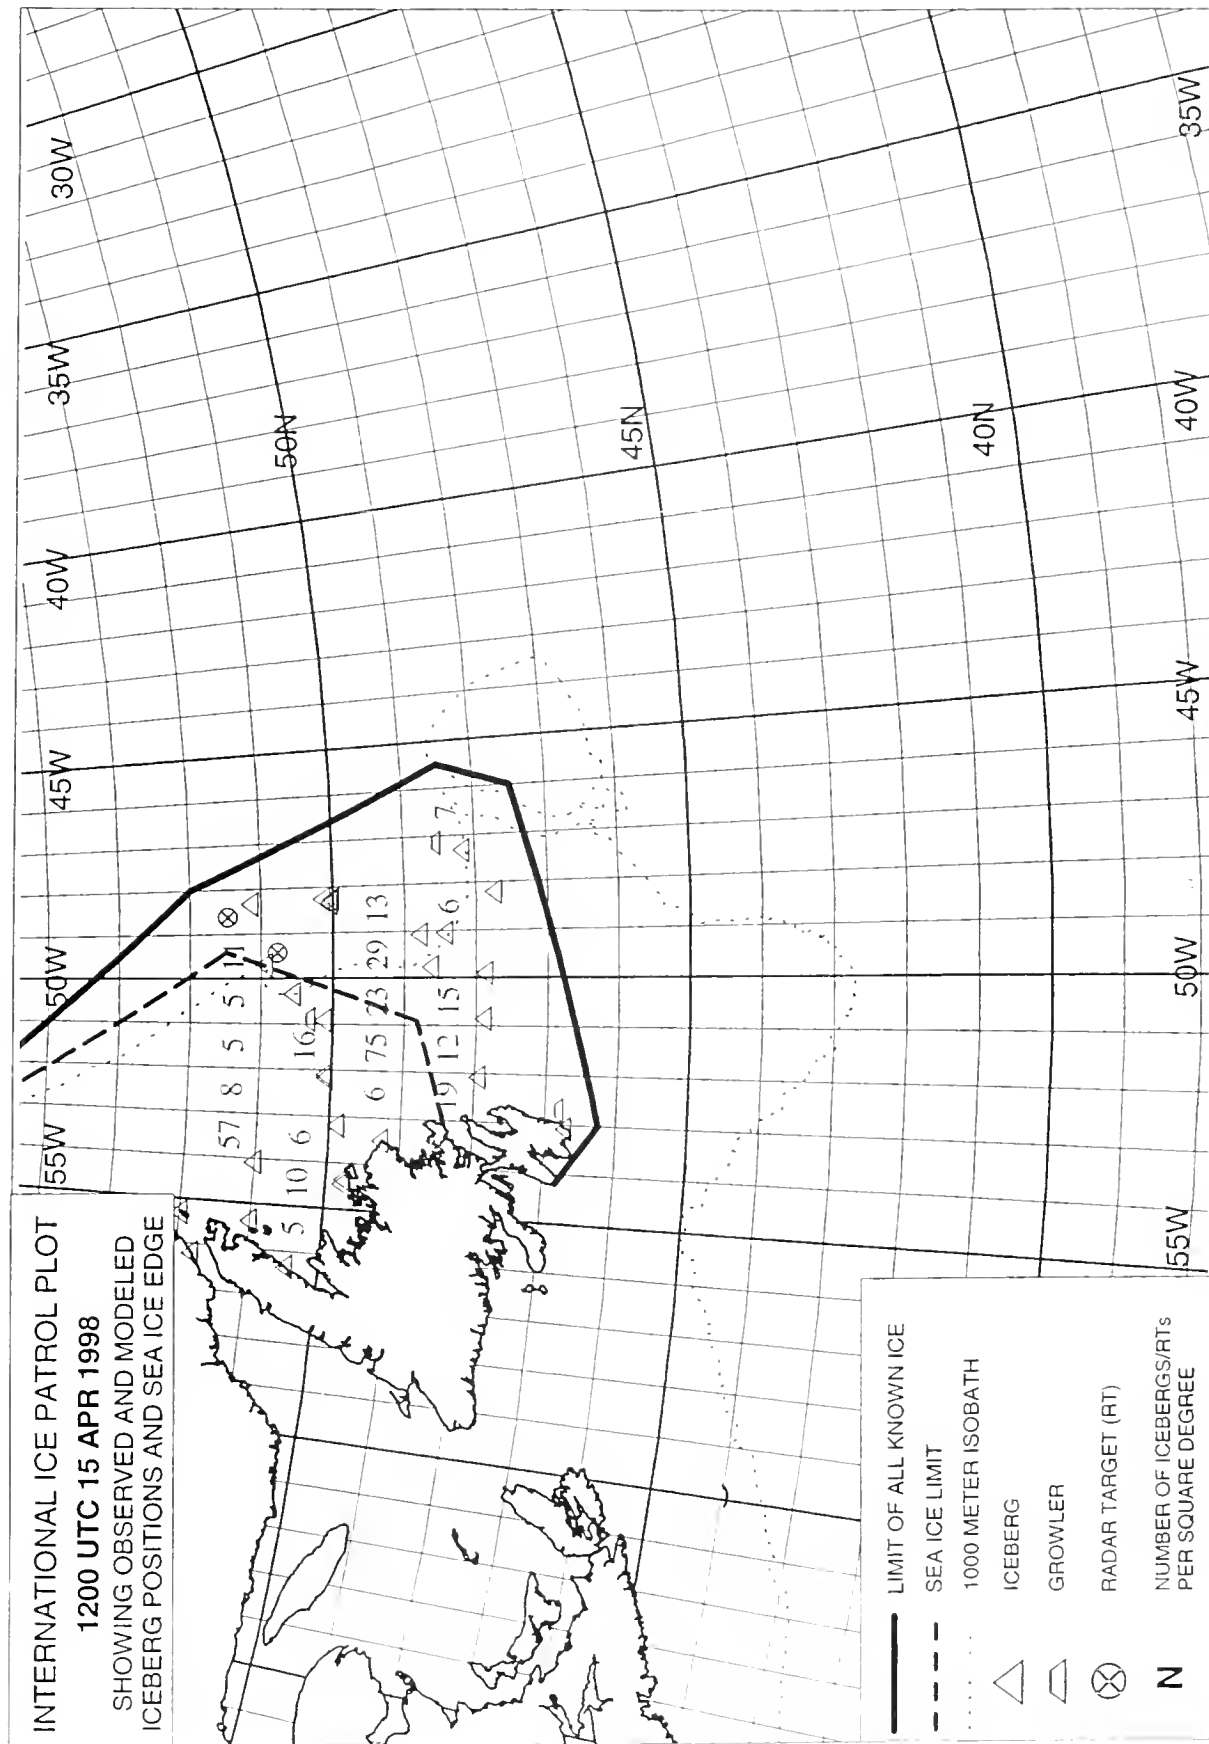 INTERNATIONAL ICE PATROL PLOT
1200 UTC 15 APR 1998
SHOWING OBSERVED AND MODELED
ICEBERG POSITIONS AND SEA ICE EDGE
55W
50W
45W
40W
35W
30W
57 8 5 5 11
5 10 6 16
6 75 23 29 13
19 12 15 6 7
50N
45N
40N
55W
50W
45W
40W
35W
LIMIT OF ALL KNOWN ICE
SEA ICE LIMIT
1000 METER ISOBATH
ICEBERG
GROWLER
RADAR TARGET (RT)
N NUMBER OF ICEBERGS/RTs
PER SQUARE DEGREE